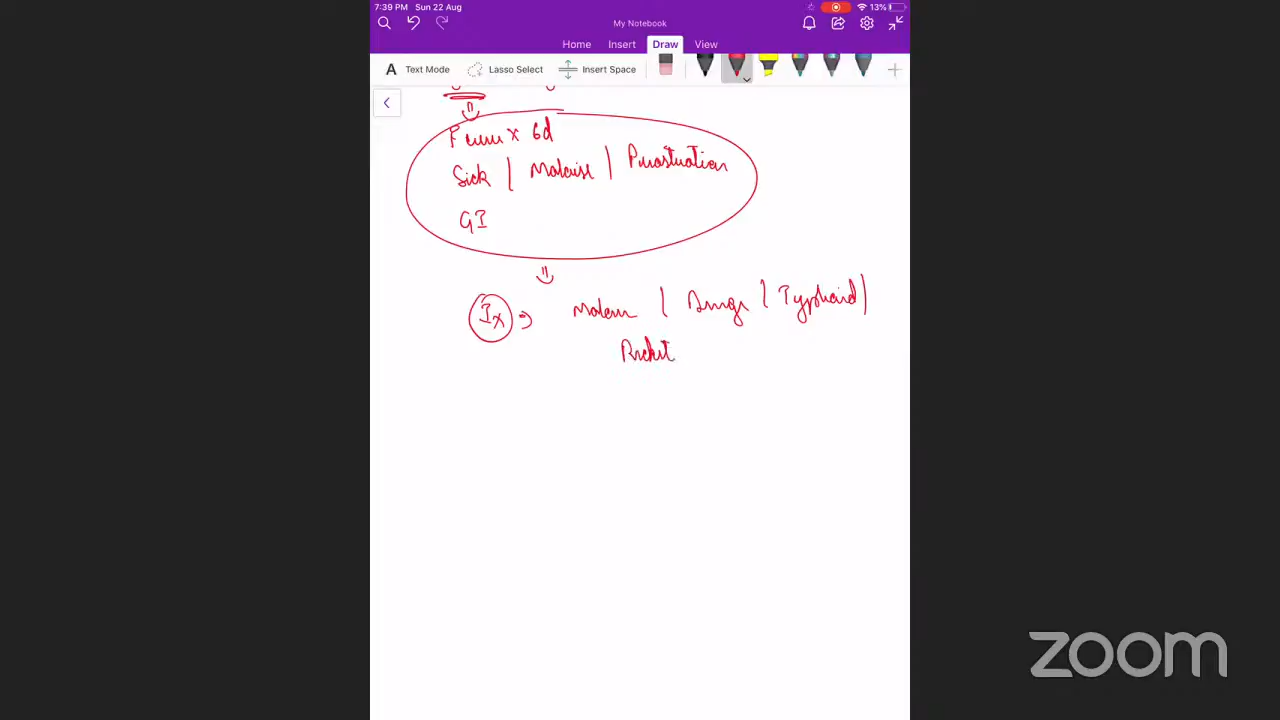 7:39 PM Sun 22 Aug
13%
My Notebook
Home Insert Draw View
A Text Mode Lasso Select Insert Space
Fever x 6d
Sick | Malaise | Prostration
GI
Ix Malaria | Dengue | Typhoid |
Rickett
zoom